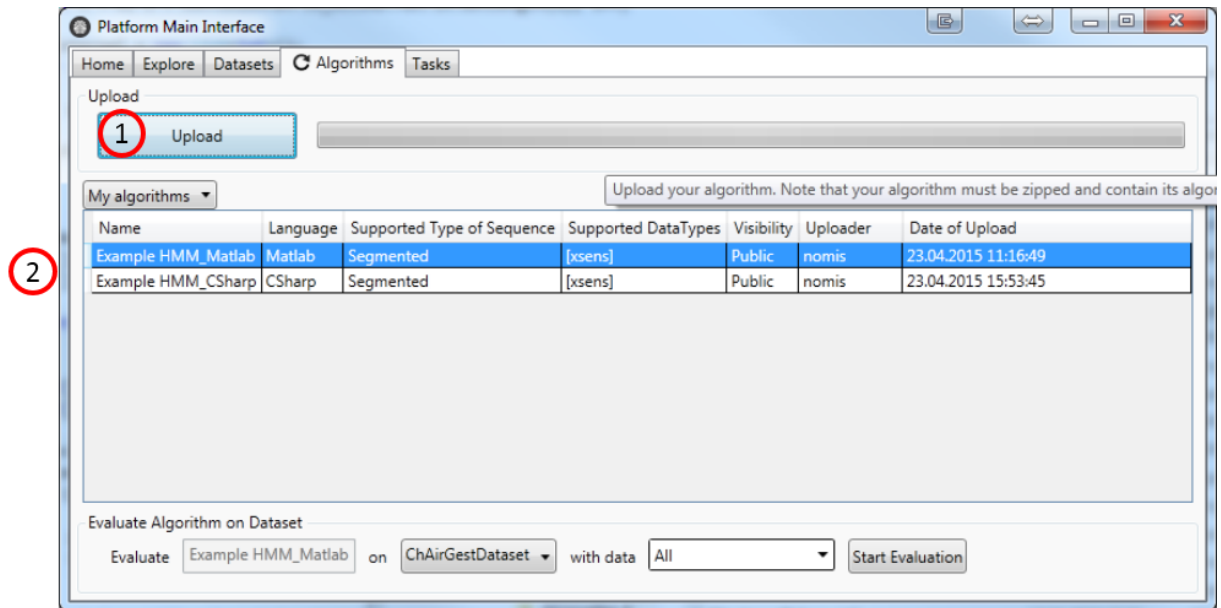 Platform Main Interface
Home Explore Datasets Algorithms Tasks
Upload
1 Upload
My algorithms
Upload your algorithm. Note that your algorithm must be zipped and contain its
Name Language Supported Type of Sequence Supported DataTypes Visibility Uploader Date of Upload
Example HMM_Matlab Matlab Segmented [xsens] Public nomis 23.04.2015 11:16:49
2 Example HMM_CSharp CSharp Segmented [xsens] Public nomis 23.04.2015 15:53:45
Evaluate Algorithm on Dataset
Evaluate Example HMM_Matlab on ChAirGestDataset with data All Start Evaluation